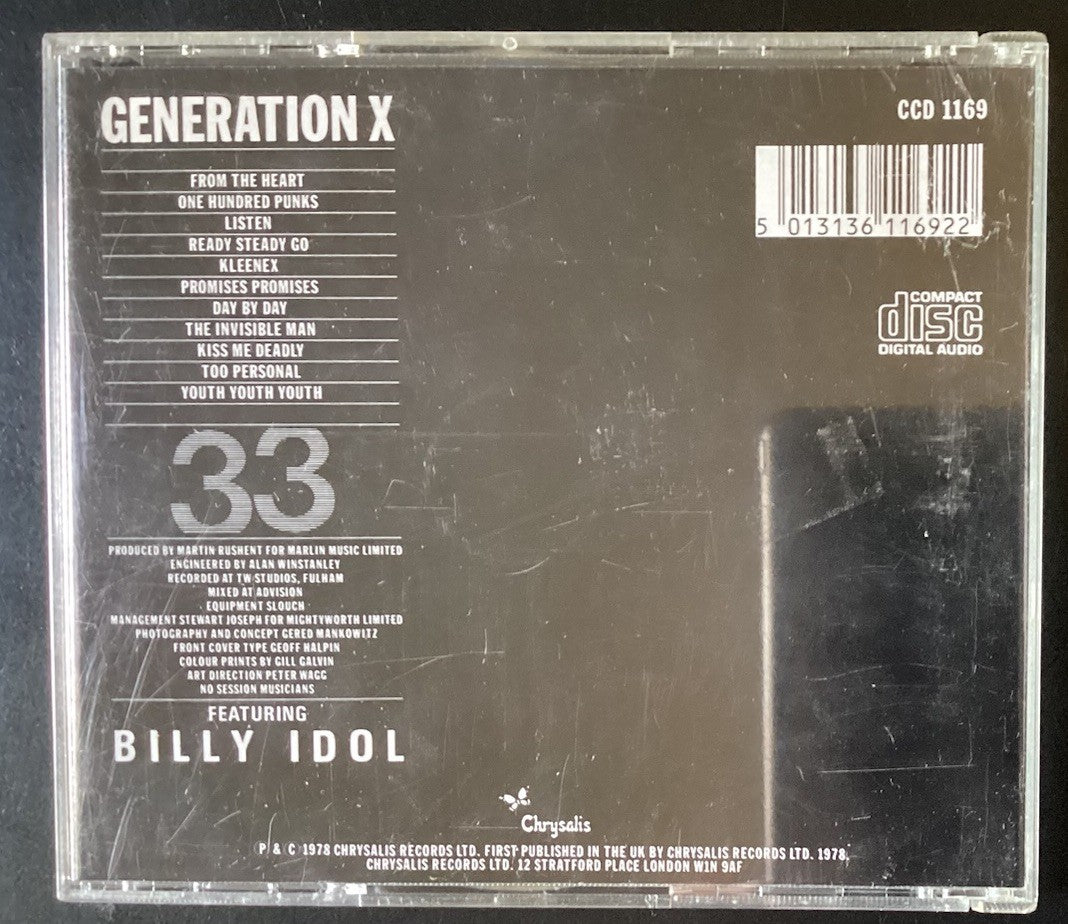 GENERATION X
FROM THE HEART
ONE HUNDRED PUNKS
LISTEN
READY STEADY GO
KLEENEX
PROMISES PROMISES
DAY BY DAY
THE INVISIBLE MAN
KISS ME DEADLY
TOO PERSONAL
YOUTH YOUTH YOUTH
33
PRODUCED BY MARTIN RUSHENT FOR MARLIN MUSIC LIMITED
ENGINEERED BY ALAN WINSTANLEY
RECORDED AT TW STUDIOS, FULHAM
MIXED AT ADVISION
EQUIPMENT SLOUCH
MANAGEMENT STEWART JOSEPH FOR MIGHTYWORTH LIMITED
PHOTOGRAPHY AND CONCEPT GERED MANKOWITZ
FRONT COVER TYPE GEOFF HALPIN
COLOUR PRINTS BY GILL GALVIN
ART DIRECTION PETER WAGG
NO SESSION MUSICIANS
FEATURING
BILLY IDOL
CCD 1169
5 013136 116922
COMPACT
disc
DIGITAL AUDIO
Chrysalis
P & C 1978 CHRYSALIS RECORDS LTD. FIRST PUBLISHED IN THE UK BY CHRYSALIS RECORDS LTD. 1978.
CHRYSALIS RECORDS LTD. 12 STRATFORD PLACE LONDON W1N 9AF